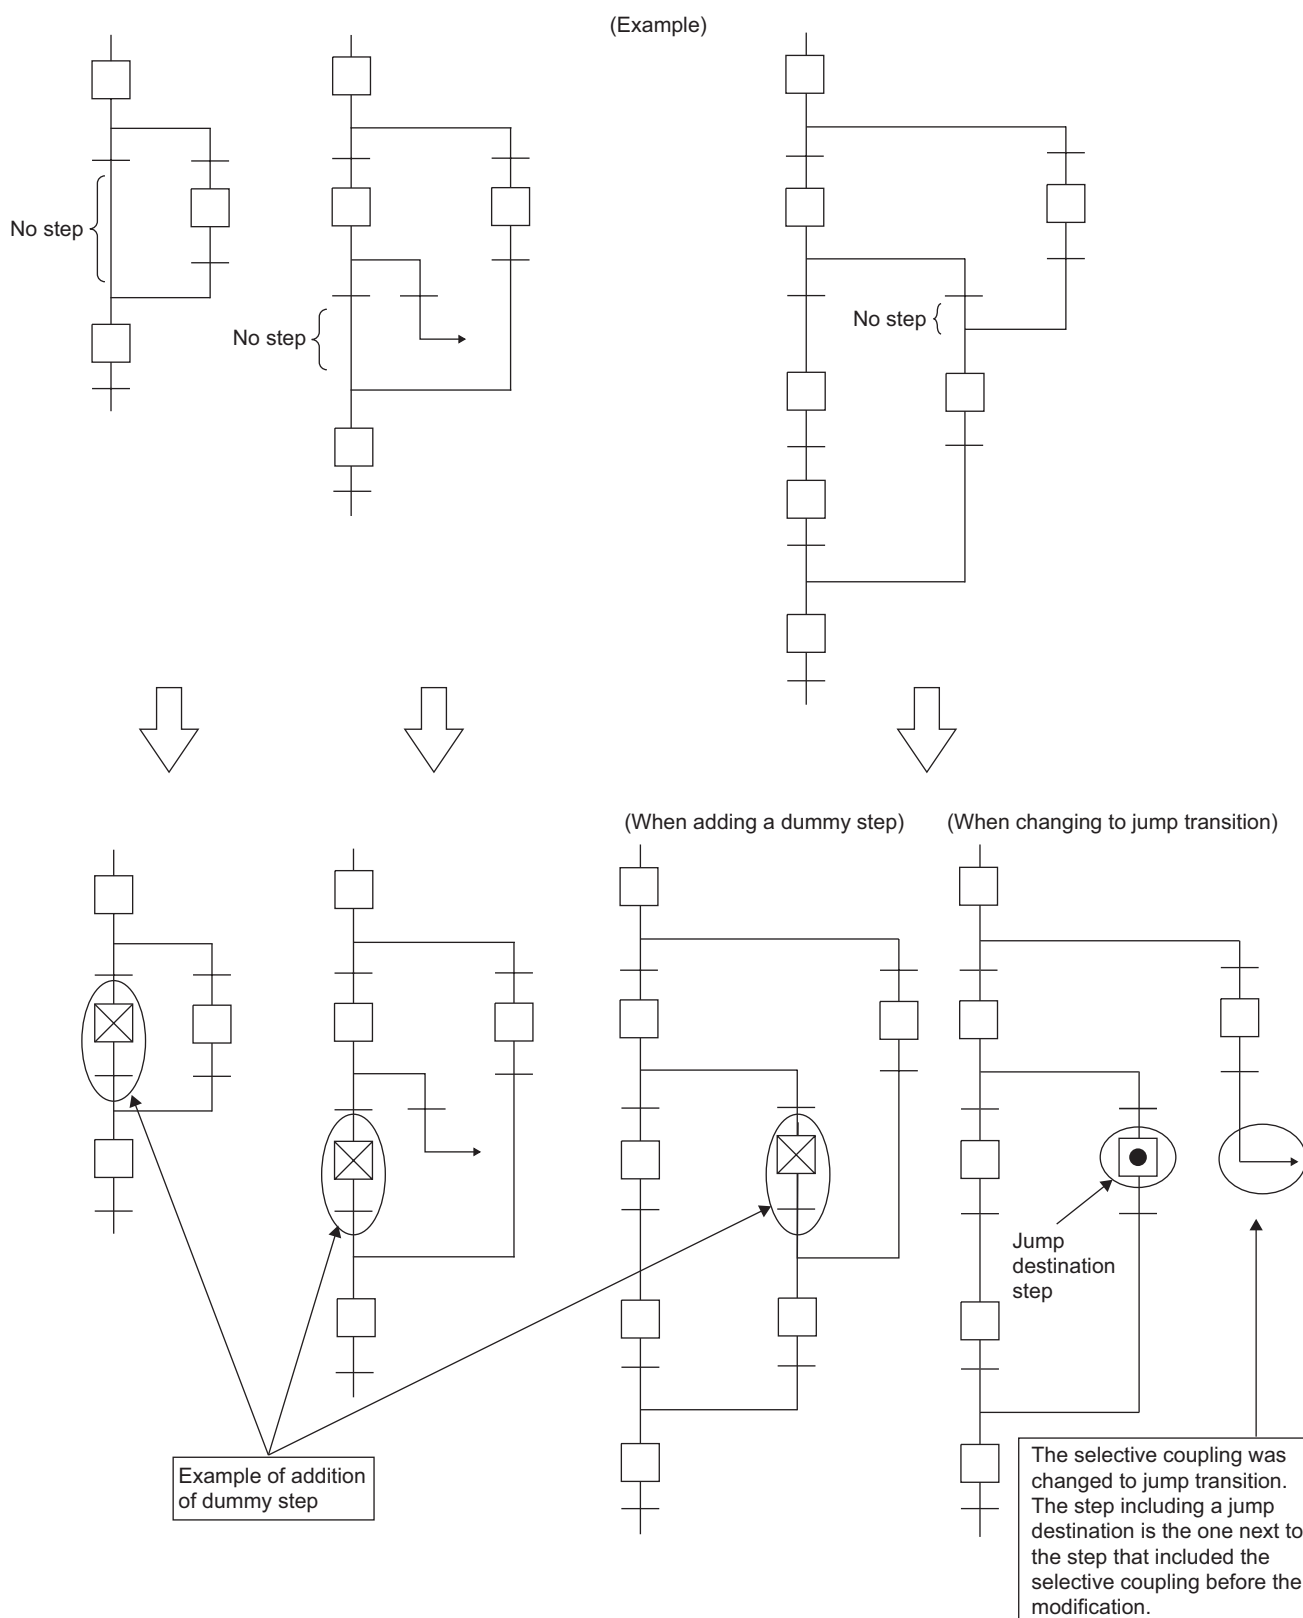 (Example)
No step
No step
No step
(When adding a dummy step)
(When changing to jump transition)
Jump
destination
step
Example of addition
of dummy step
The selective coupling was
changed to jump transition.
The step including a jump
destination is the one next to
the step that included the
selective coupling before the
modification.